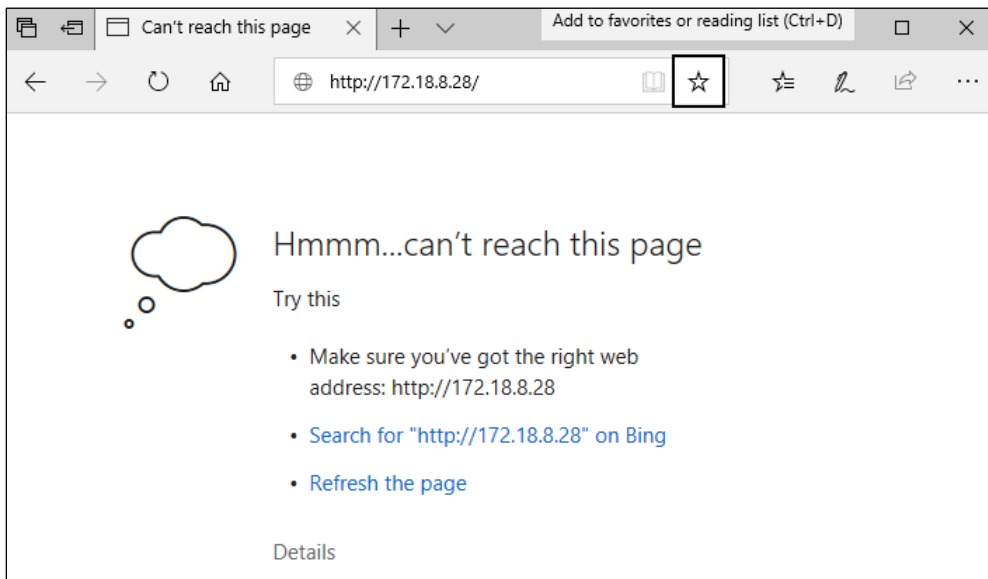 Can't reach this page
Add to favorites or reading list (Ctrl+D)
http://172.18.8.28/
Hmmm...can't reach this page
Try this
• Make sure you've got the right web
address: http://172.18.8.28
• Search for "http://172.18.8.28" on Bing
• Refresh the page
Details